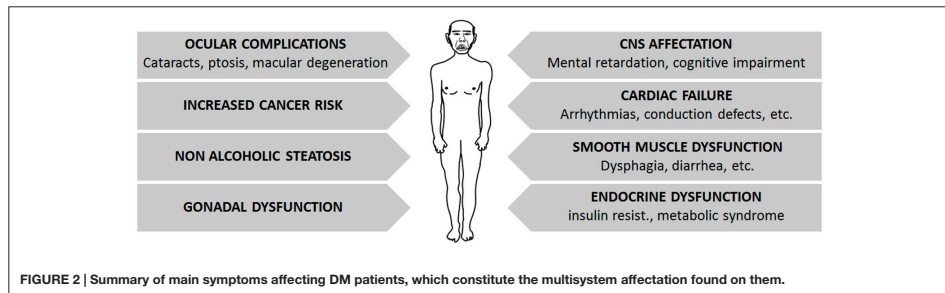 OCULAR COMPLICATIONS
Cataracts, ptosis, macular degeneration
INCREASED CANCER RISK
NON ALCOHOLIC STEATOSIS
GONADAL DYSFUNCTION
CNS AFFECTATION
Mental retardation, cognitive impairment
CARDIAC FAILURE
Arrhythmias, conduction defects, etc.
SMOOTH MUSCLE DYSFUNCTION
Dysphagia, diarrhea, etc.
ENDOCRINE DYSFUNCTION
insulin resist., metabolic syndrome
FIGURE 2 | Summary of main symptoms affecting DM patients, which constitute the multisystem affectation found on them.